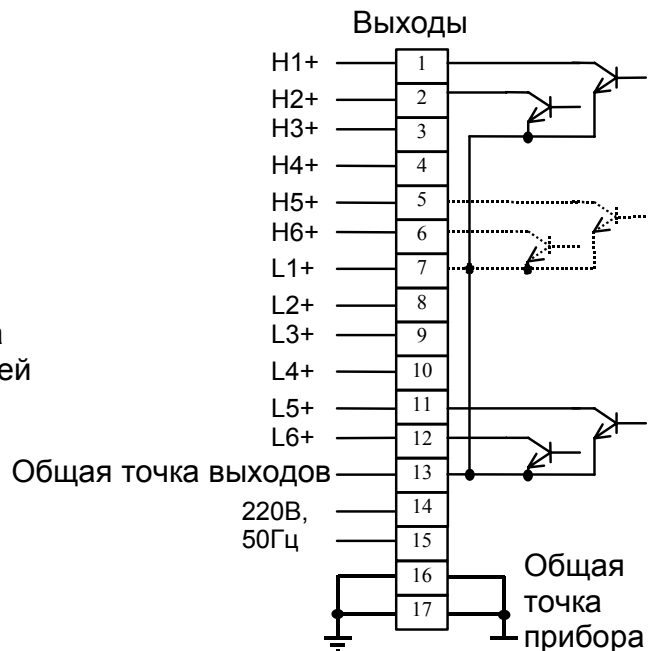 Выходы
H1+ 1
H2+ 2
H3+ 3
H4+ 4
H5+ 5
H6+ 6
L1+ 7
L2+ 8
L3+ 9
L4+ 10
L5+ 11
L6+ 12
Общая точка выходов 13
220В, 14
50Гц 15
16
17
Общая
точка
прибора
а
ей